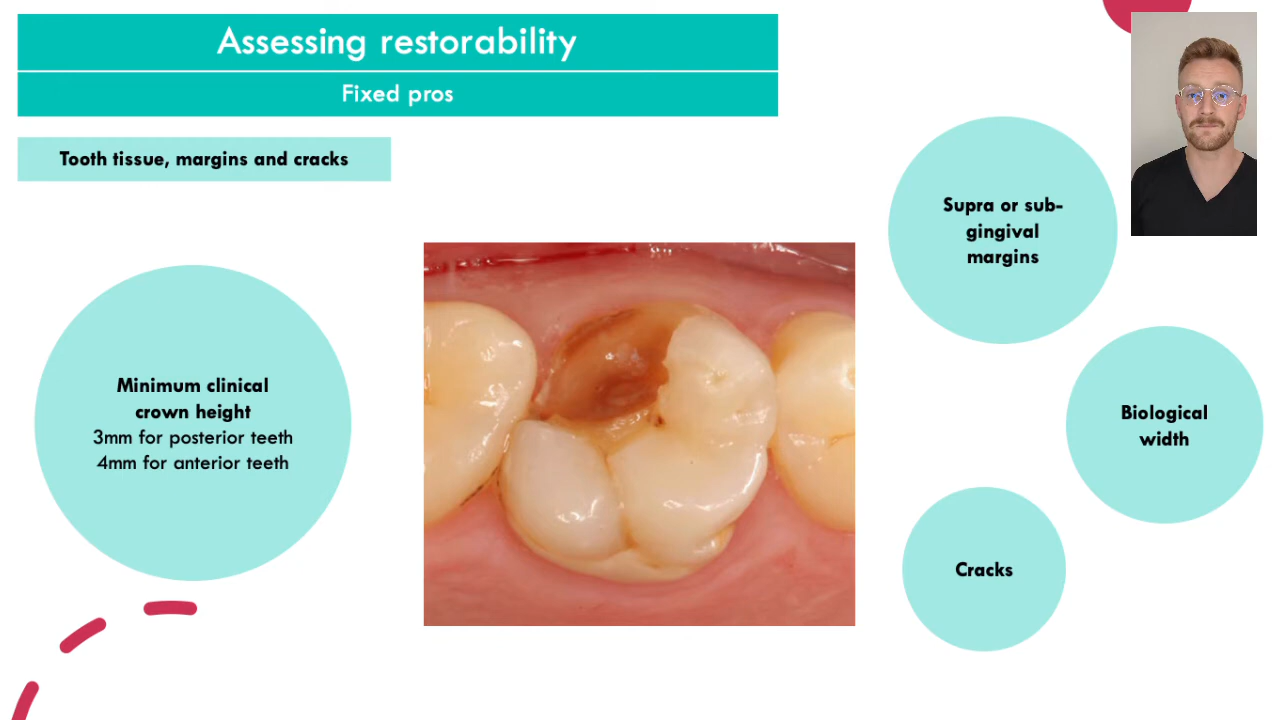 Assessing restorability
Fixed pros
Tooth tissue, margins and cracks
Minimum clinical
crown height
3mm for posterior teeth
4mm for anterior teeth
Supra or sub-
gingival
margins
Biological
width
Cracks